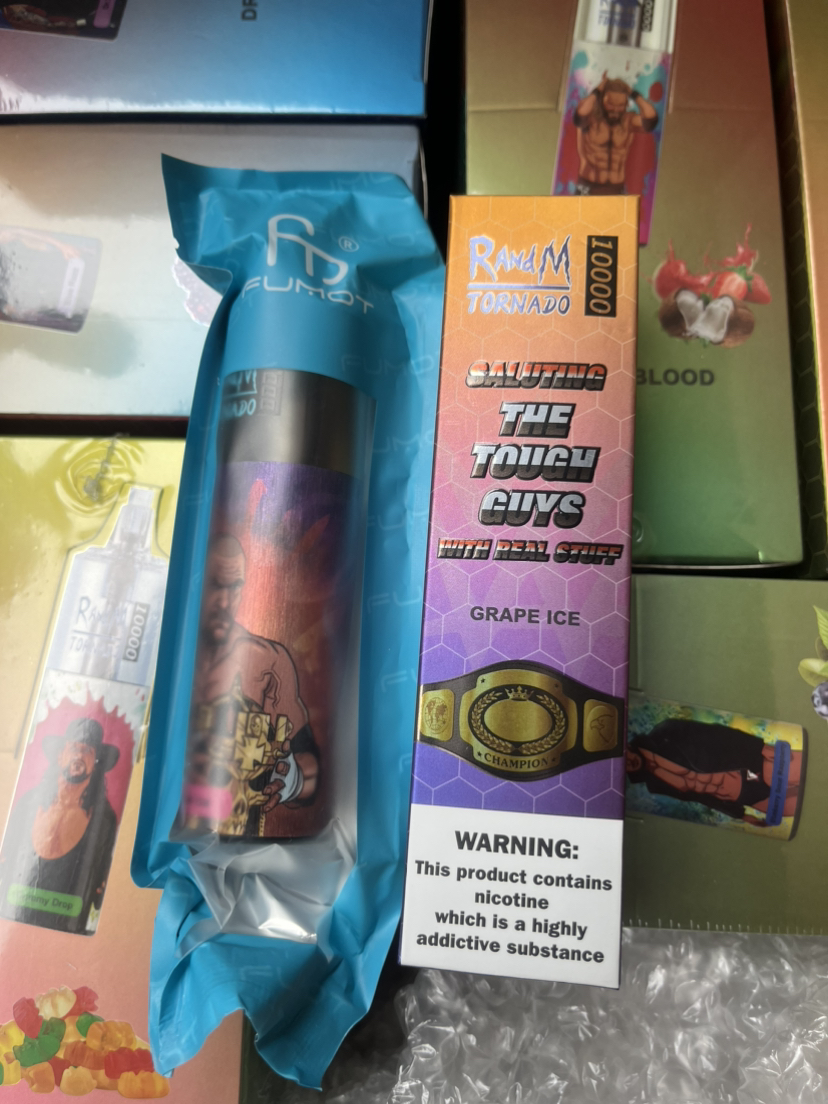 FUMOT
®
RandM
TORNADO
10000
SALUTING
THE
TOUGH
GUYS
WITH REAL STUFF
GRAPE ICE
CHAMPION
WARNING:
This product contains
nicotine
which is a highly
addictive substance
BLOOD
RandM
TORNADO
10000
DR